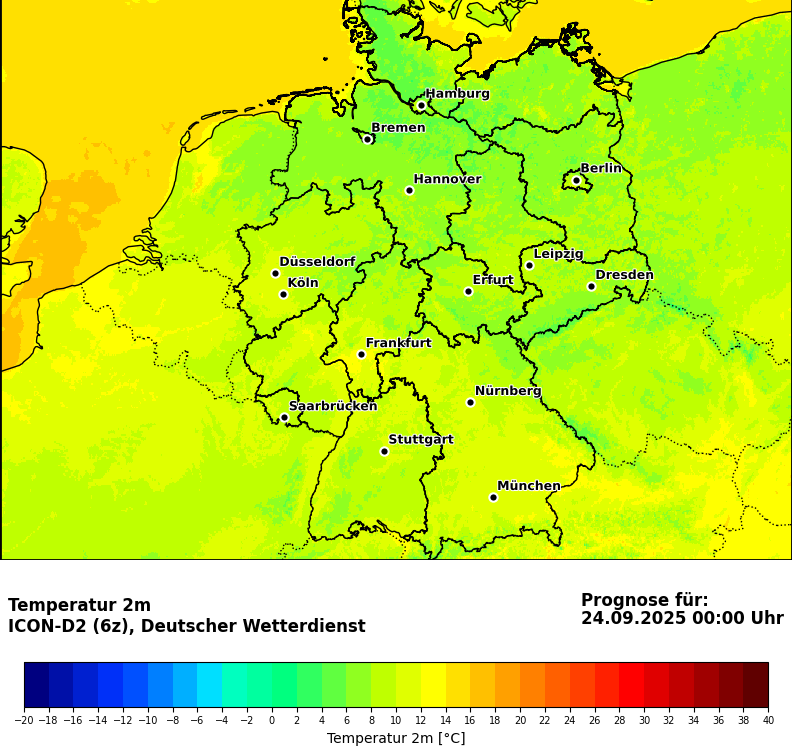 Hamburg
Bremen
Berlin
Hannover
Leipzig
Düsseldorf
Dresden
Erfurt
Köln
Frankfurt
Nürnberg
Saarbrücken
Stuttgart
München
Temperatur 2m
ICON-D2 (6z), Deutscher Wetterdienst
Prognose für:
24.09.2025 00:00 Uhr
−20 −18 −16 −14 −12 −10 −8 −6 −4 −2 0 2 4 6 8 10 12 14 16 18 20 22 24 26 28 30 32 34 36 38 40
Temperatur 2m [°C]